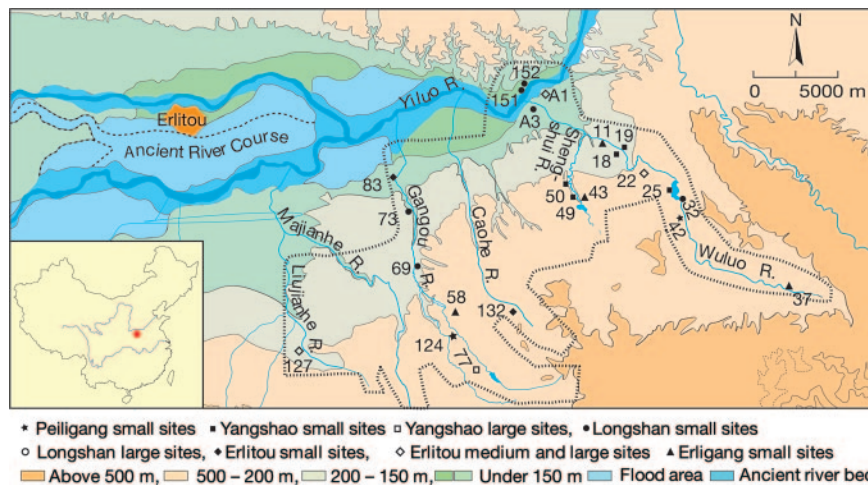 N
0 5000 m
152
151
Yiluo R.
A1
A3
Erlitou
Ancient River Course
11
19
18
Sheng-
shui R.
22
83
25
32
50
43
49
42
73
Gangou R.
Caohe R.
Majianhe R.
Wuluo R.
69
37
Liujianhe R.
58
132
124
77
127
★ Peiligang small sites ■ Yangshao small sites □ Yangshao large sites, ● Longshan small sites
○ Longshan large sites, ◆ Erlitou small sites, ◇ Erlitou medium and large sites ▲ Erligang small sites
Above 500 m, 500 – 200 m, 200 – 150 m, Under 150 m Flood area Ancient river bed